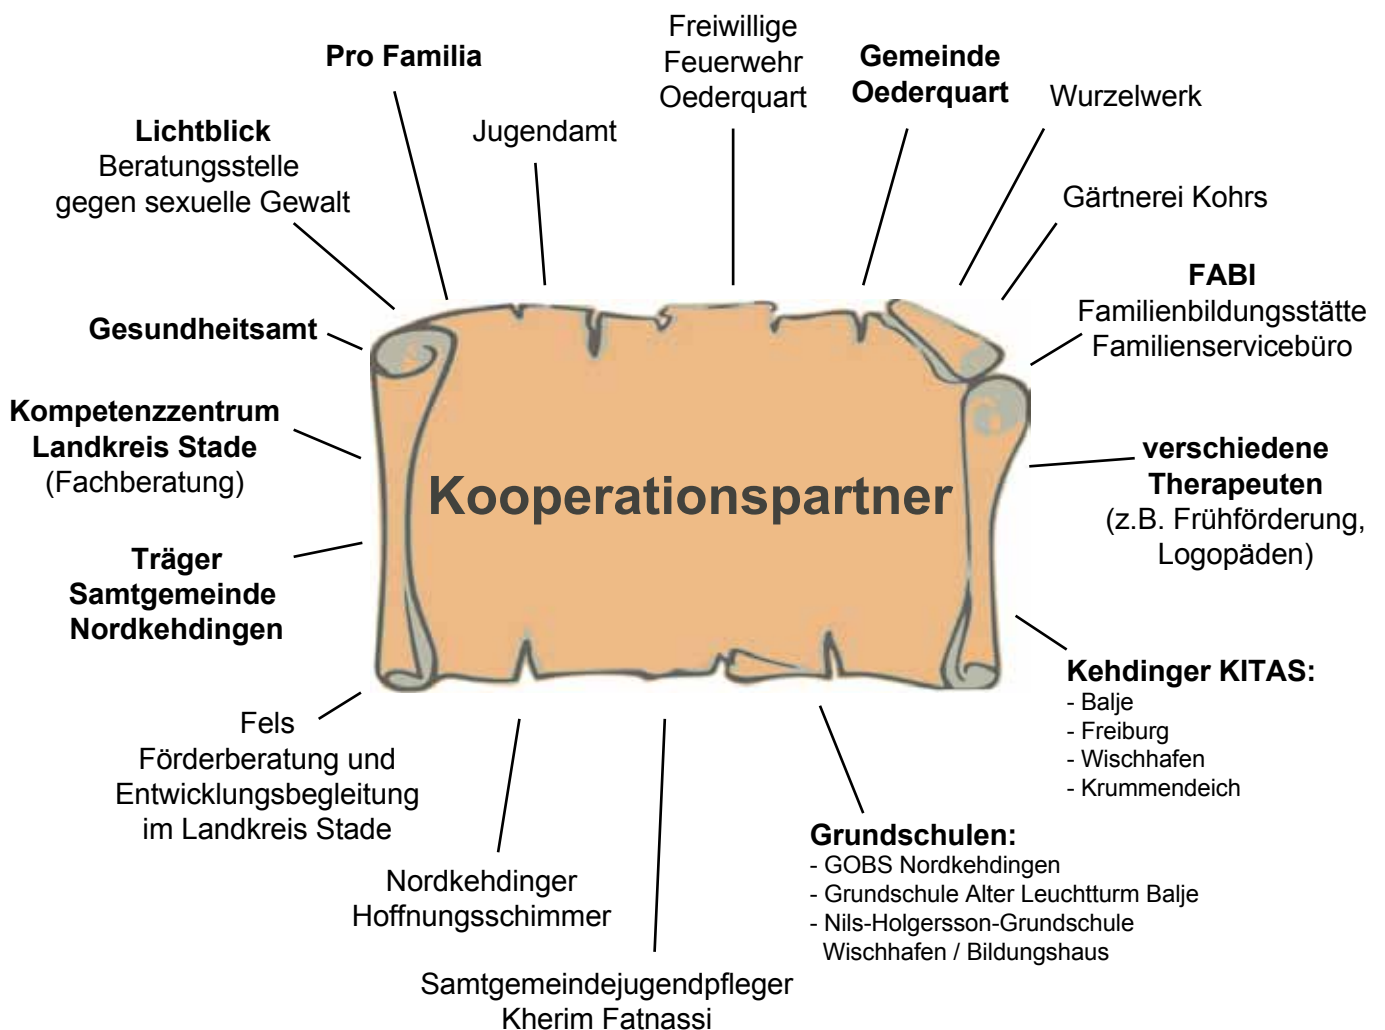 Freiwillige
Feuerwehr
Oederquart
Pro Familia
Gemeinde
Oederquart
Wurzelwerk
Jugendamt
Lichtblick
Beratungsstelle
gegen sexuelle Gewalt
Gärtnerei Kohrs
FABI
Familienbildungsstätte
Familienservicebüro
Gesundheitsamt
Kompetenzzentrum
Landkreis Stade
(Fachberatung)
Kooperationspartner
verschiedene
Therapeuten
(z.B. Frühförderung,
Logopäden)
Träger
Samtgemeinde
Nordkehdingen
Kehdinger KITAS:
- Balje
- Freiburg
- Wischhafen
- Krummendeich
Fels
Förderberatung und
Entwicklungsbegleitung
im Landkreis Stade
Grundschulen:
- GOBS Nordkehdingen
- Grundschule Alter Leuchtturm Balje
- Nils-Holgersson-Grundschule
Wischhafen / Bildungshaus
Nordkehdinger
Hoffnungsschimmer
Samtgemeindejugendpfleger
Kherim Fatnassi